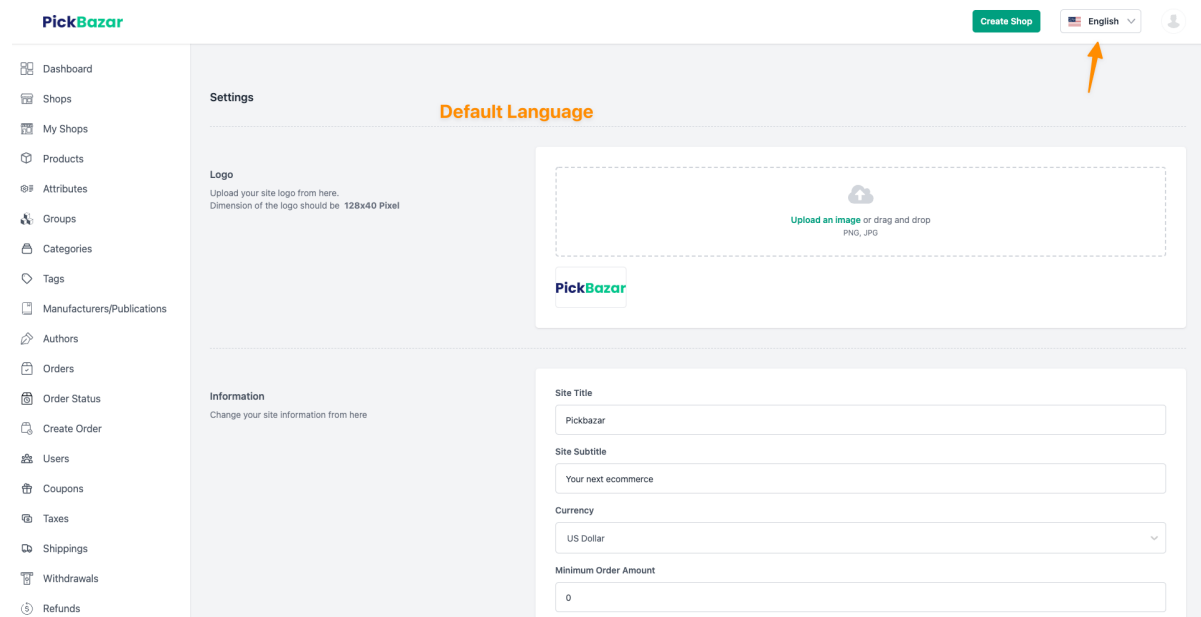 PickBazar
Create Shop
English
Dashboard
Shops
My Shops
Products
Attributes
Groups
Categories
Tags
Manufacturers/Publications
Authors
Orders
Order Status
Create Order
Users
Coupons
Taxes
Shippings
Withdrawals
Refunds
Settings
Default Language
Logo
Upload your site logo from here.
Dimension of the logo should be 128x40 Pixel
Upload an image or drag and drop
PNG, JPG
PickBazar
Information
Change your site information from here
Site Title
Pickbazar
Site Subtitle
Your next ecommerce
Currency
US Dollar
Minimum Order Amount
0